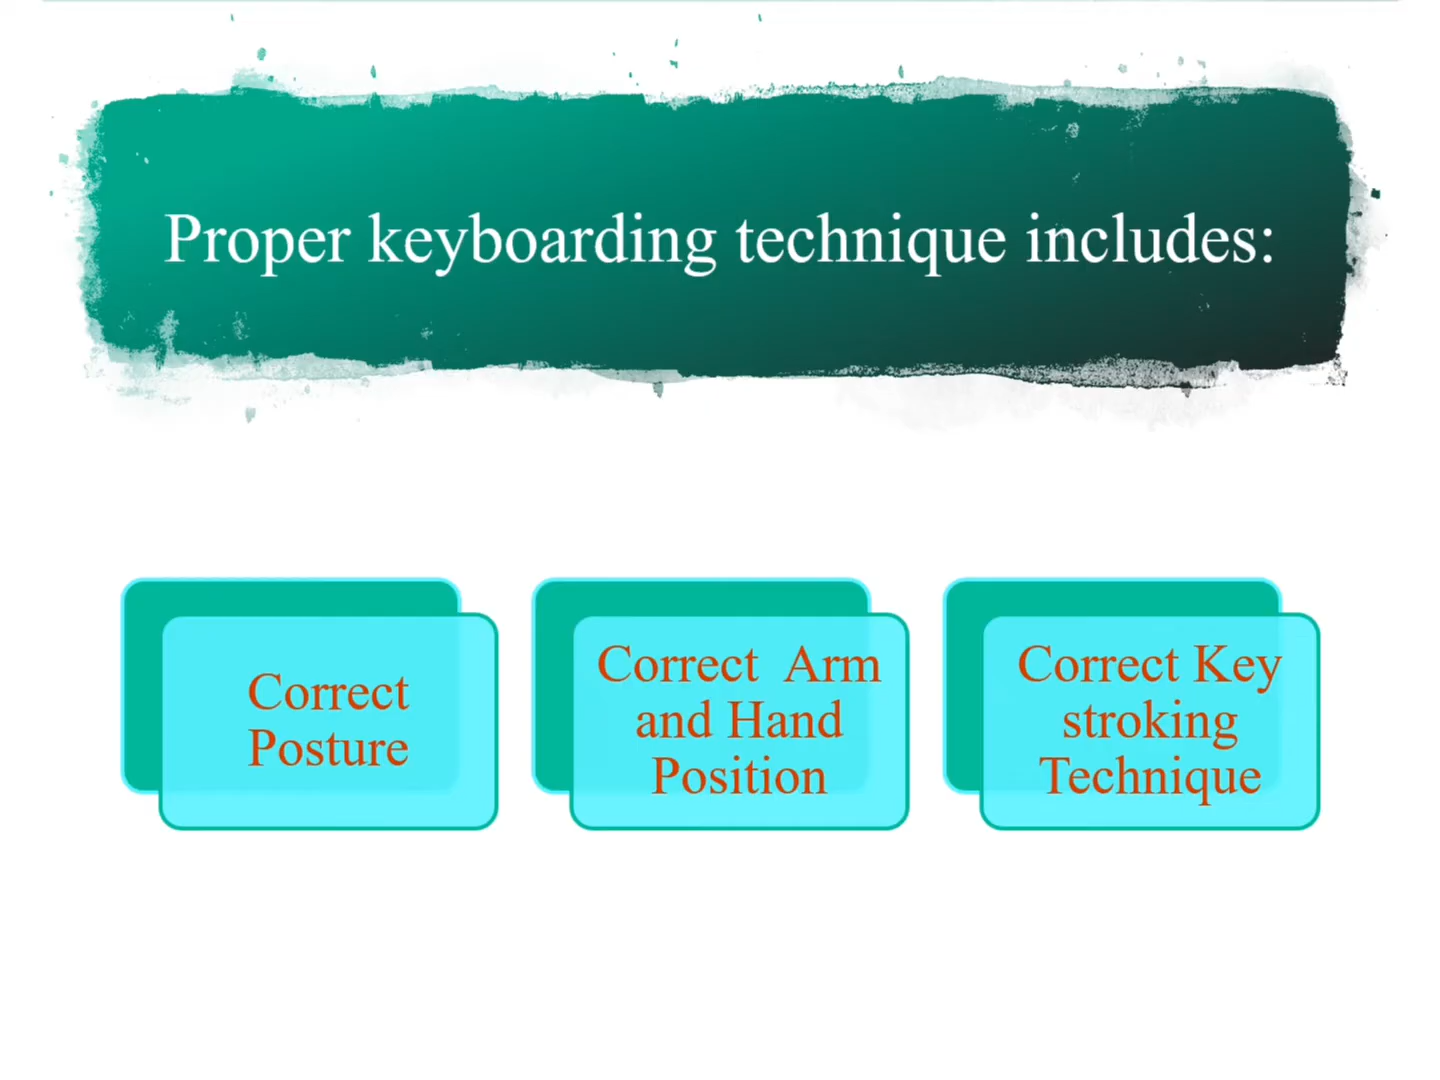 Proper keyboarding technique includes:
Correct
Posture
Correct  Arm
and Hand
Position
Correct Key
stroking
Technique